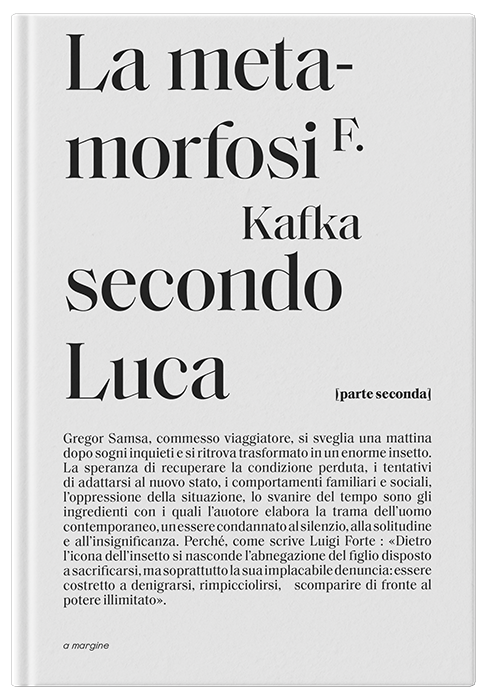 La meta-
morfosi F.
Kafka
secondo
Luca
[parte seconda]
Gregor Samsa, commesso viaggiatore, si sveglia una mattina
dopo sogni inquieti e si ritrova trasformato in un enorme insetto.
La speranza di recuperare la condizione perduta, i tentativi
di adattarsi al nuovo stato, i comportamenti familiari e sociali,
l'oppressione della situazione, lo svanire del tempo sono gli
ingredienti con i quali l'auotore elabora la trama dell'uomo
contemporaneo, un essere condannato al silenzio, alla solitudine
e all'insignificanza. Perché, come scrive Luigi Forte : «Dietro
l'icona dell'insetto si nasconde l'abnegazione del figlio disposto
a sacrificarsi, ma soprattutto la sua implacabile denuncia: essere
costretto a denigrarsi, rimpicciolirsi, scomparire di fronte al
potere illimitato».
a margine